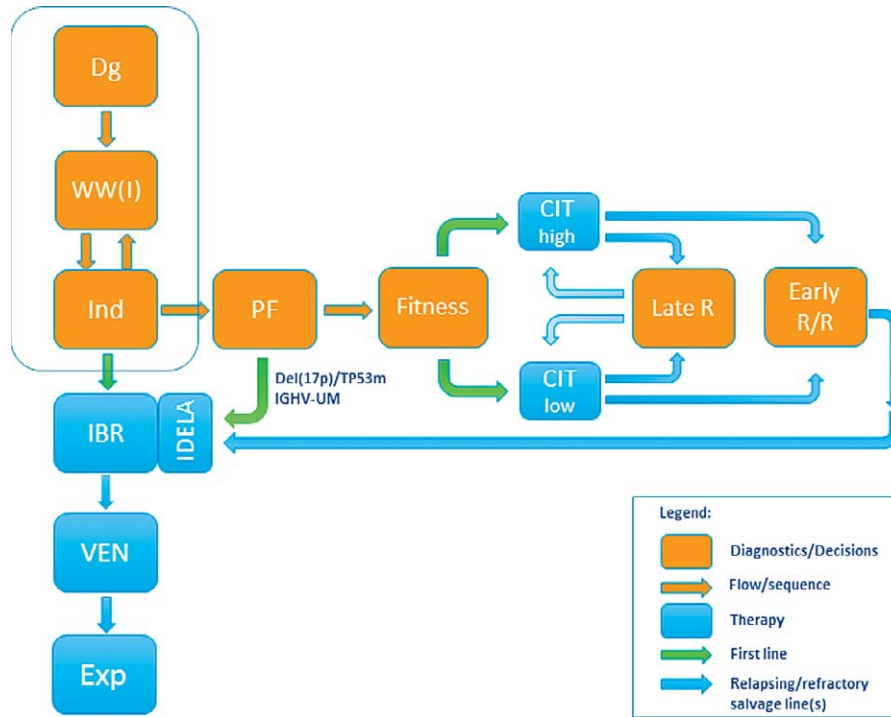 Dg
WW(I)
Ind
PF
Fitness
CIT
high
Late R
Early
R/R
CIT
low
Del(17p)/TP53m
IGHV-UM
IBR
IDELA
VEN
Exp
Legend:
Diagnostics/Decisions
Flow/sequence
Therapy
First line
Relapsing/refractory
salvage line(s)